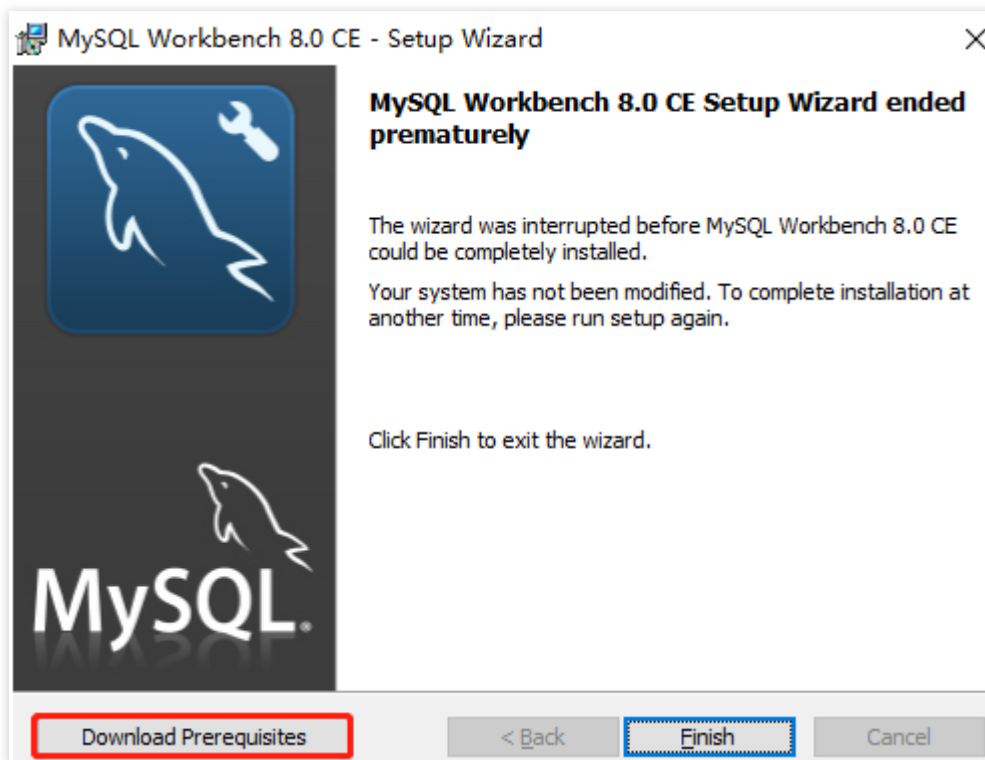 MySQL Workbench 8.0 CE - Setup Wizard
MySQL Workbench 8.0 CE Setup Wizard ended
prematurely
The wizard was interrupted before MySQL Workbench 8.0 CE
could be completely installed.
Your system has not been modified. To complete installation at
another time, please run setup again.
Click Finish to exit the wizard.
MySQL®
Download Prerequisites
< Back
Finish
Cancel